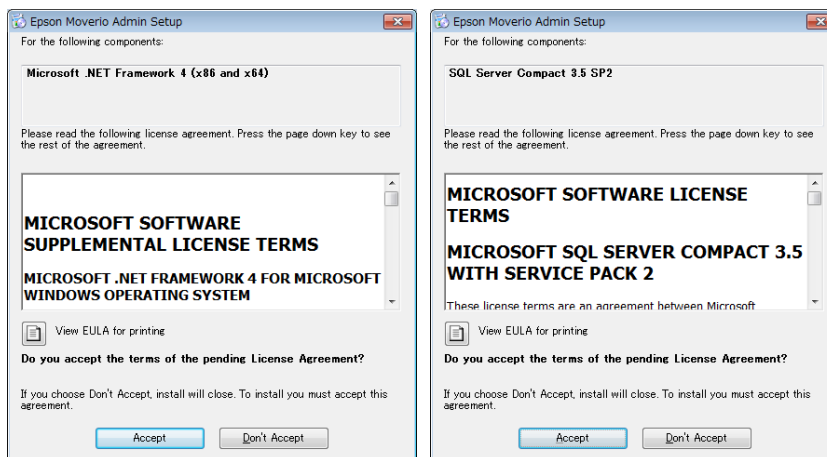 Epson Moverio Admin Setup
For the following components:
Microsoft .NET Framework 4 (x86 and x64)
Please read the following license agreement. Press the page down key to see
the rest of the agreement.
MICROSOFT SOFTWARE
SUPPLEMENTAL LICENSE TERMS
MICROSOFT .NET FRAMEWORK 4 FOR MICROSOFT
WINDOWS OPERATING SYSTEM
View EULA for printing
Do you accept the terms of the pending License Agreement?
If you choose Don't Accept, install will close. To install you must accept this
agreement.
Accept
Don't Accept
Epson Moverio Admin Setup
For the following components:
SQL Server Compact 3.5 SP2
Please read the following license agreement. Press the page down key to see
the rest of the agreement.
MICROSOFT SOFTWARE LICENSE
TERMS
MICROSOFT SQL SERVER COMPACT 3.5
WITH SERVICE PACK 2
These license terms are an agreement between Microsoft
View EULA for printing
Do you accept the terms of the pending License Agreement?
If you choose Don't Accept, install will close. To install you must accept this
agreement.
Accept
Don't Accept